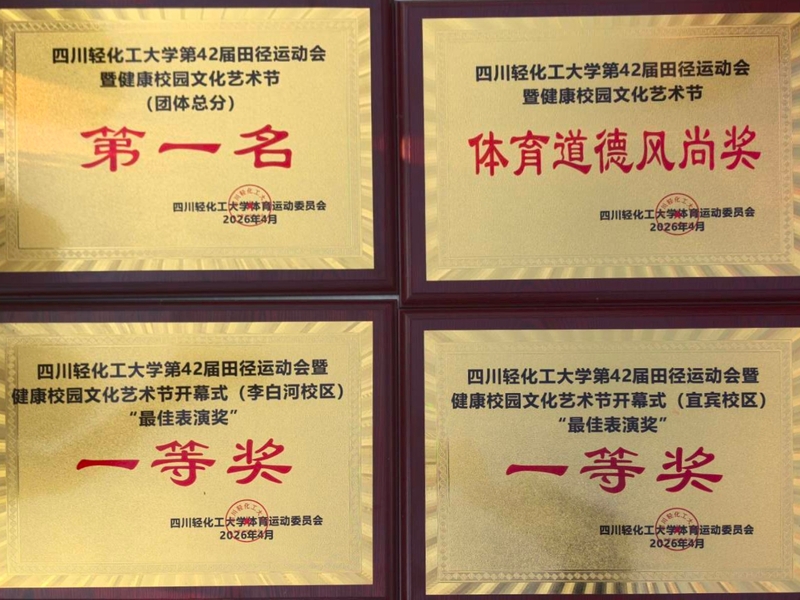 四川轻化工大学第42届田径运动会
暨健康校园文化艺术节
（团体总分）
第一名
四川轻化工大学体育运动委员会
2026年4月
四川轻化工大学第42届田径运动会
暨健康校园文化艺术节
体育道德风尚奖
四川轻化工大学体育运动委员会
2026年4月
四川轻化工大学第42届田径运动会暨
健康校园文化艺术节开幕式（李白河校区）
“最佳表演奖”
一等奖
四川轻化工大学体育运动委员会
2026年4月
四川轻化工大学第42届田径运动会暨
健康校园文化艺术节开幕式（宜宾校区）
“最佳表演奖”
一等奖
四川轻化工大学体育运动委员会
2026年4月